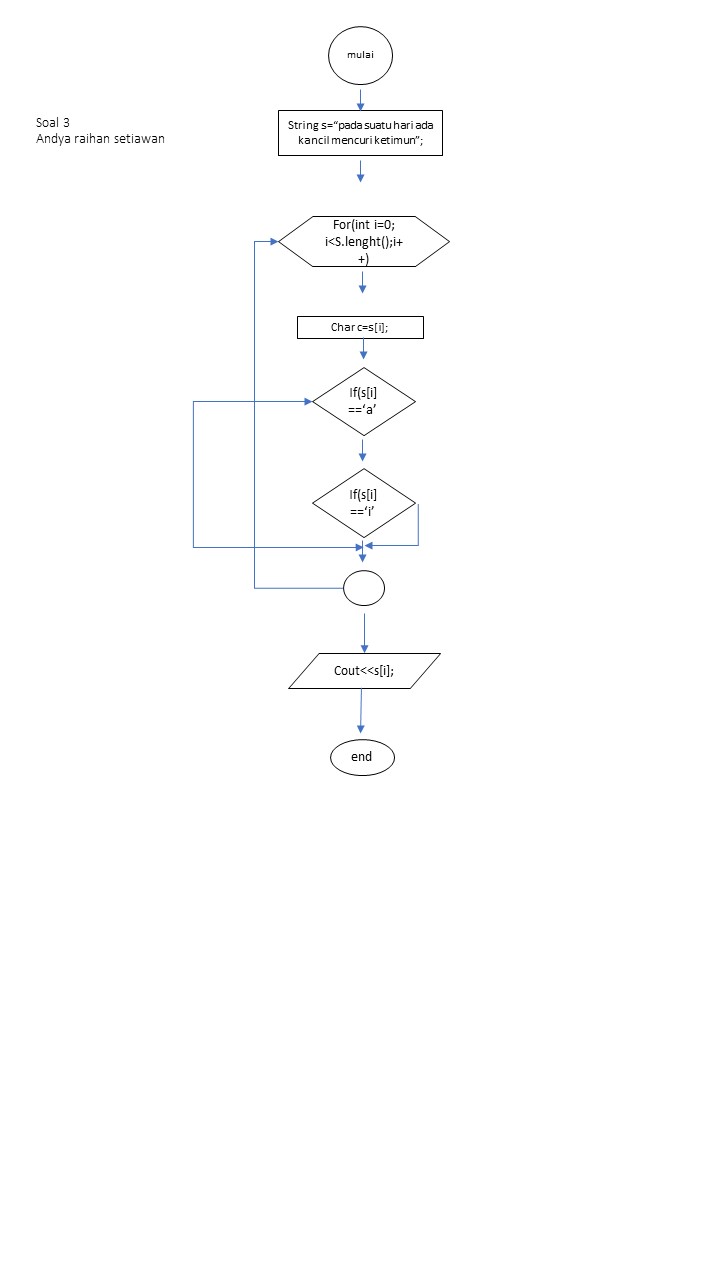 mulai
Soal 3
Andya raihan setiawan
String s=“pada suatu hari ada
kancil mencuri ketimun”;
For(int i=0;
i<S.lenght();i+
+)
Char c=s[i];
If(s[i]
==‘a’
If(s[i]
==‘i’
Cout<<s[i];
end